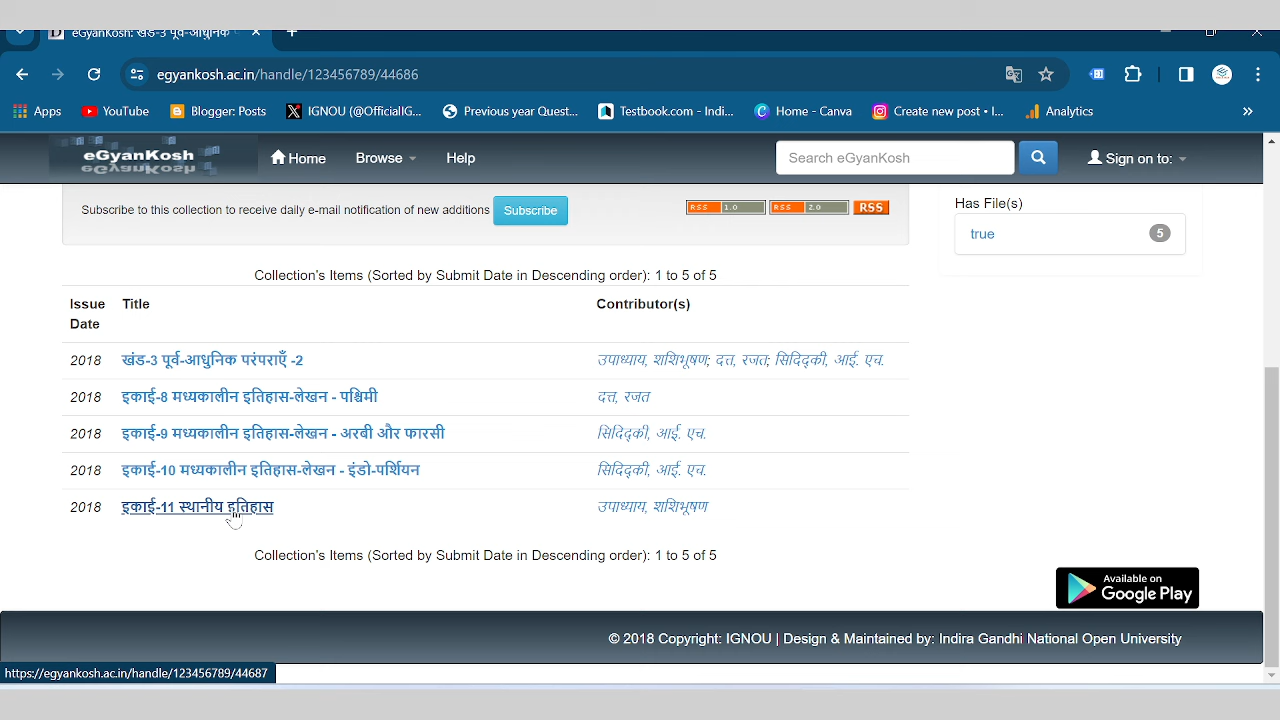 eGyankosh: खंड-3 पूर्व-आधुनिक
egyankosh.ac.in/handle/123456789/44686
Apps YouTube Blogger: Posts IGNOU (@OfficialIG... Previous year Quest... Testbook.com - Indi... Home - Canva Create new post • I... Analytics »
eGyanKosh Home Browse Help Search eGyanKosh Sign on to:
Subscribe to this collection to receive daily e-mail notification of new additions Subscribe RSS 1.0 RSS 2.0 RSS
Has File(s)
true 5
Collection's Items (Sorted by Submit Date in Descending order): 1 to 5 of 5
Issue Date Title Contributor(s)
2018 खंड-3 पूर्व-आधुनिक परंपराएँ -2 उपाध्याय, शशिभूषण; दत्त, रजत; सिदिद्की, आई. एच.
2018 इकाई-8 मध्यकालीन इतिहास-लेखन - पश्चिमी दत्त, रजत
2018 इकाई-9 मध्यकालीन इतिहास-लेखन - अरबी और फारसी सिदिद्की, आई. एच.
2018 इकाई-10 मध्यकालीन इतिहास-लेखन - इंडो-पर्शियन सिदिद्की, आई. एच.
2018 इकाई-11 स्थानीय इतिहास उपाध्याय, शशिभूषण
Collection's Items (Sorted by Submit Date in Descending order): 1 to 5 of 5
Available on
Google Play
© 2018 Copyright: IGNOU | Design & Maintained by: Indira Gandhi National Open University
https://egyankosh.ac.in/handle/123456789/44687